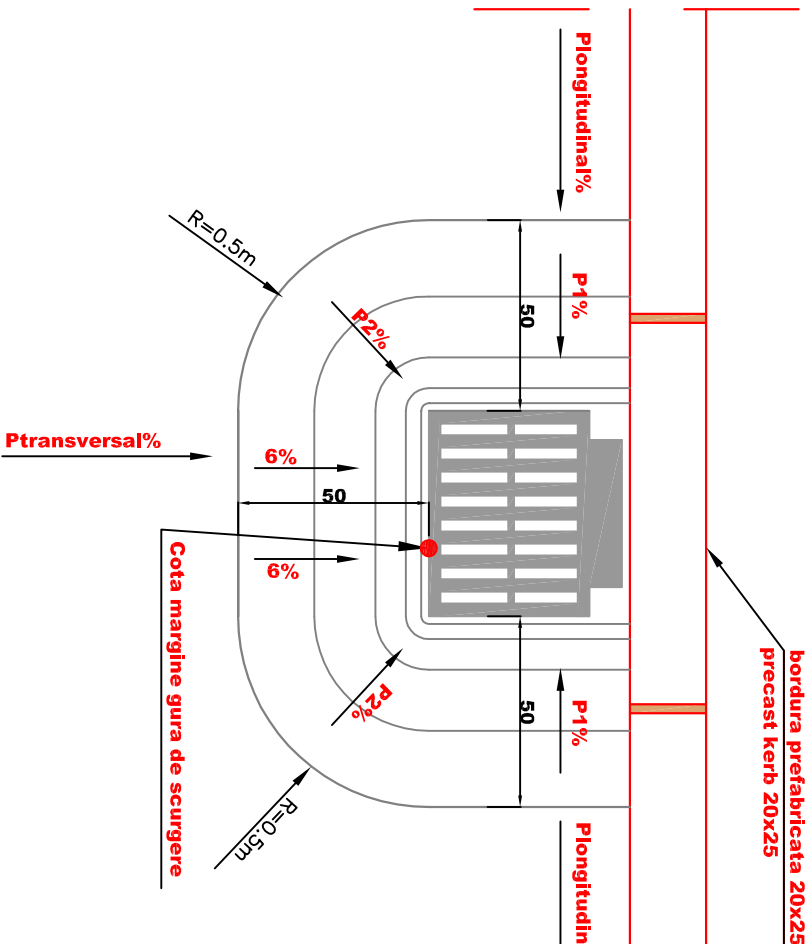 Plongitudinal%
R=0.5m
P1%
50
P2%
Ptransversal%
6%
50
6%
Cota margine gura de scurgere
bordura prefabricata 20x25
precast kerb 20x25
P2%
50
P1%
R=0.5m
Plongitudin